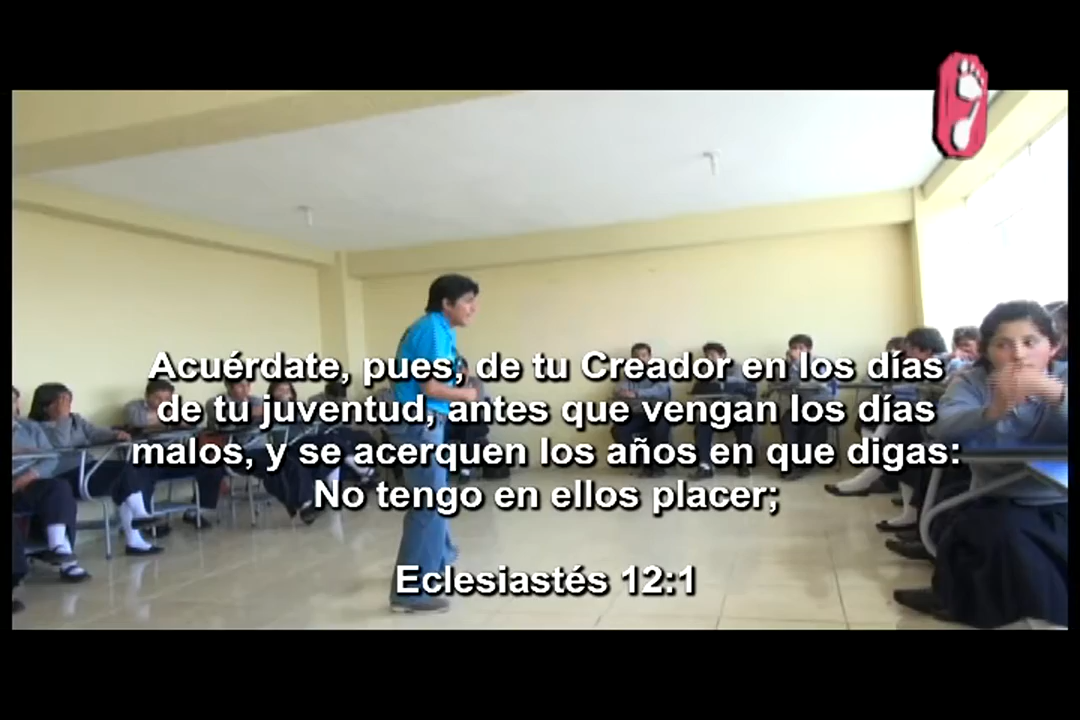 Acuérdate, pues, de tu Creador en los días
de tu juventud, antes que vengan los días
malos, y se acerquen los años en que digas:
No tengo en ellos placer;
Eclesiastés 12:1